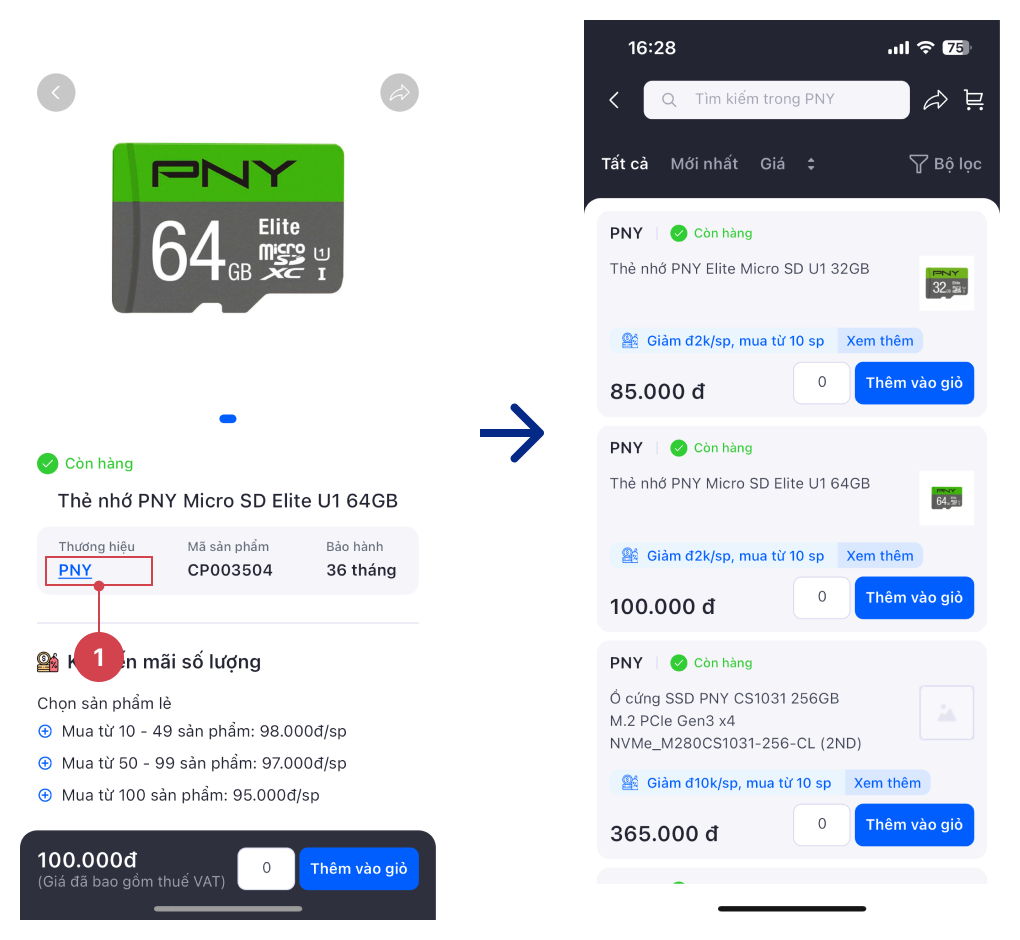 PNY
64GB
Elite
micro
SD
XC
U1
I
Còn hàng
Thẻ nhớ PNY Micro SD Elite U1 64GB
Thương hiệu Mã sản phẩm Bảo hành
PNY CP003504 36 tháng
1
mãi số lượng
Chọn sản phẩm lẻ
Mua từ 10 - 49 sản phẩm: 98.000đ/sp
Mua từ 50 - 99 sản phẩm: 97.000đ/sp
Mua từ 100 sản phẩm: 95.000đ/sp
100.000đ
(Giá đã bao gồm thuế VAT)
0
Thêm vào giỏ
16:28
75
Tìm kiếm trong PNY
Tất cả Mới nhất Giá Bộ lọc
PNY Còn hàng
Thẻ nhớ PNY Elite Micro SD U1 32GB
PNY
32GB
Giảm đ2k/sp, mua từ 10 sp Xem thêm
85.000 đ 0 Thêm vào giỏ
PNY Còn hàng
Thẻ nhớ PNY Micro SD Elite U1 64GB
PNY
64GB
Giảm đ2k/sp, mua từ 10 sp Xem thêm
100.000 đ 0 Thêm vào giỏ
PNY Còn hàng
Ổ cứng SSD PNY CS1031 256GB
M.2 PCIe Gen3 x4
NVMe_M280CS1031-256-CL (2ND)
Giảm đ10k/sp, mua từ 10 sp Xem thêm
365.000 đ 0 Thêm vào giỏ